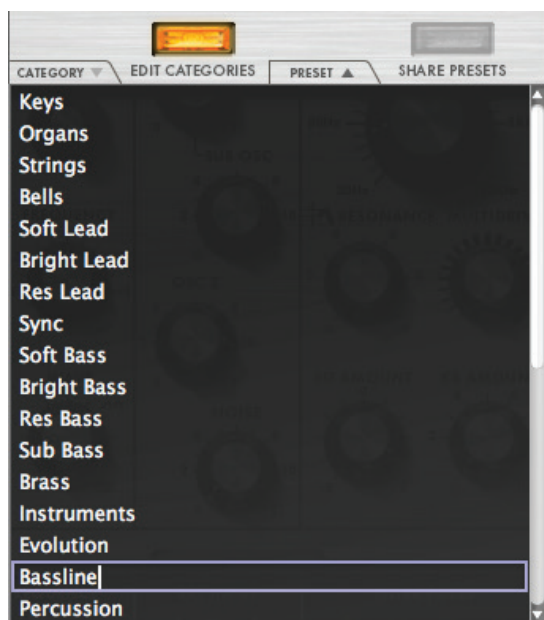 CATEGORY ▼ EDIT CATEGORIES PRESET ▲ SHARE PRESETS
Keys
Organs
Strings
Bells
Soft Lead
Bright Lead
Res Lead
Sync
Soft Bass
Bright Bass
Res Bass
Sub Bass
Brass
Instruments
Evolution
Bassline
Percussion